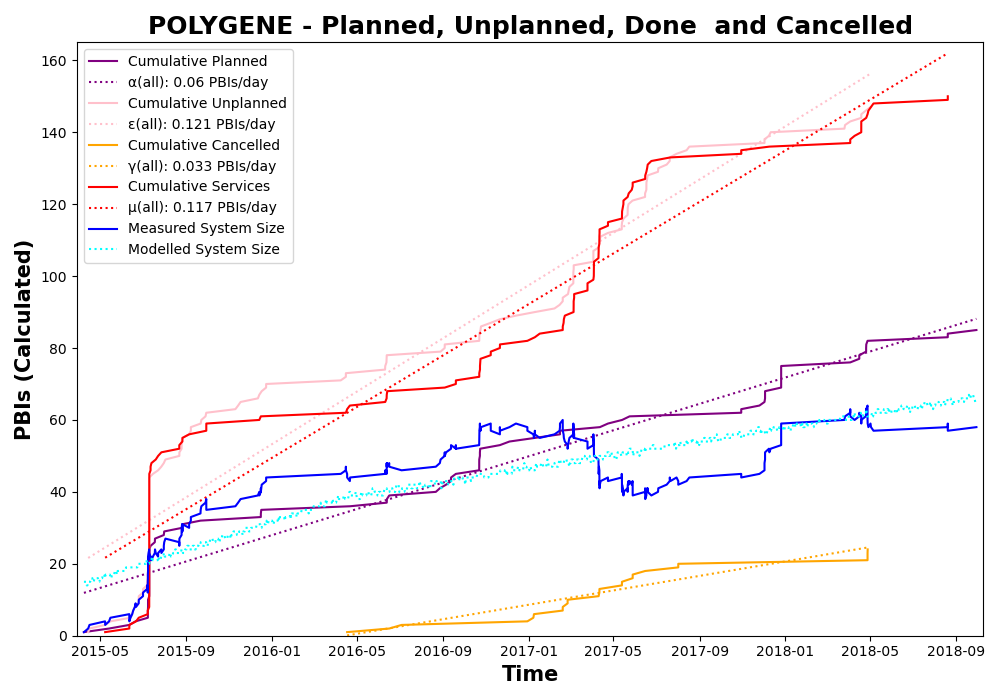 POLYGENE - Planned, Unplanned, Done  and Cancelled
PBIs (Calculated)
160
140
120
100
80
60
40
20
0
Cumulative Planned
α(all): 0.06 PBIs/day
Cumulative Unplanned
ε(all): 0.121 PBIs/day
Cumulative Cancelled
γ(all): 0.033 PBIs/day
Cumulative Services
μ(all): 0.117 PBIs/day
Measured System Size
Modelled System Size
2015-05 2015-09 2016-01 2016-05 2016-09 2017-01 2017-05 2017-09 2018-01 2018-05 2018-09
Time